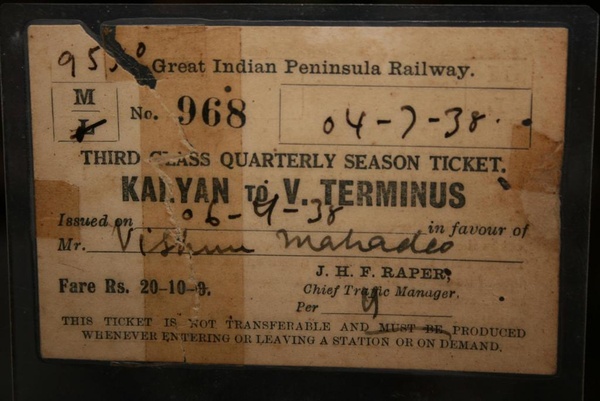 9550
Great Indian Peninsula Railway.
M
L
No. 968
04-7-38.
THIRD CLASS QUARTERLY SEASON TICKET.
KALYAN TO V. TERMINUS
Issued on 06-4-38 in favour of
Mr. Vishnu Mahadeo
J. H. F. RAPER,
Fare Rs. 20-10-9.
Chief Traffic Manager.
Per
THIS TICKET IS NOT TRANSFERABLE AND MUST BE PRODUCED
WHENEVER ENTERING OR LEAVING A STATION OR ON DEMAND.